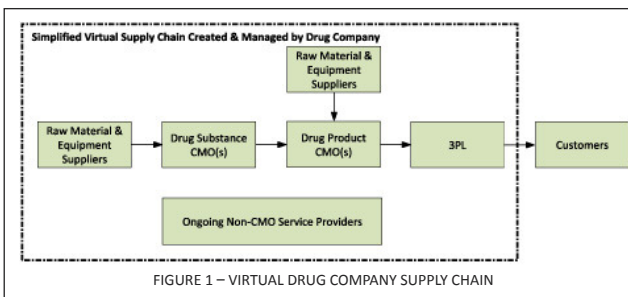 Simplified Virtual Supply Chain Created & Managed by Drug Company
Raw Material &
Equipment
Suppliers
Raw Material &
Equipment
Suppliers
Drug Substance
CMO(s)
Drug Product
CMO(s)
3PL
Customers
Ongoing Non-CMO Service Providers
FIGURE 1 – VIRTUAL DRUG COMPANY SUPPLY CHAIN